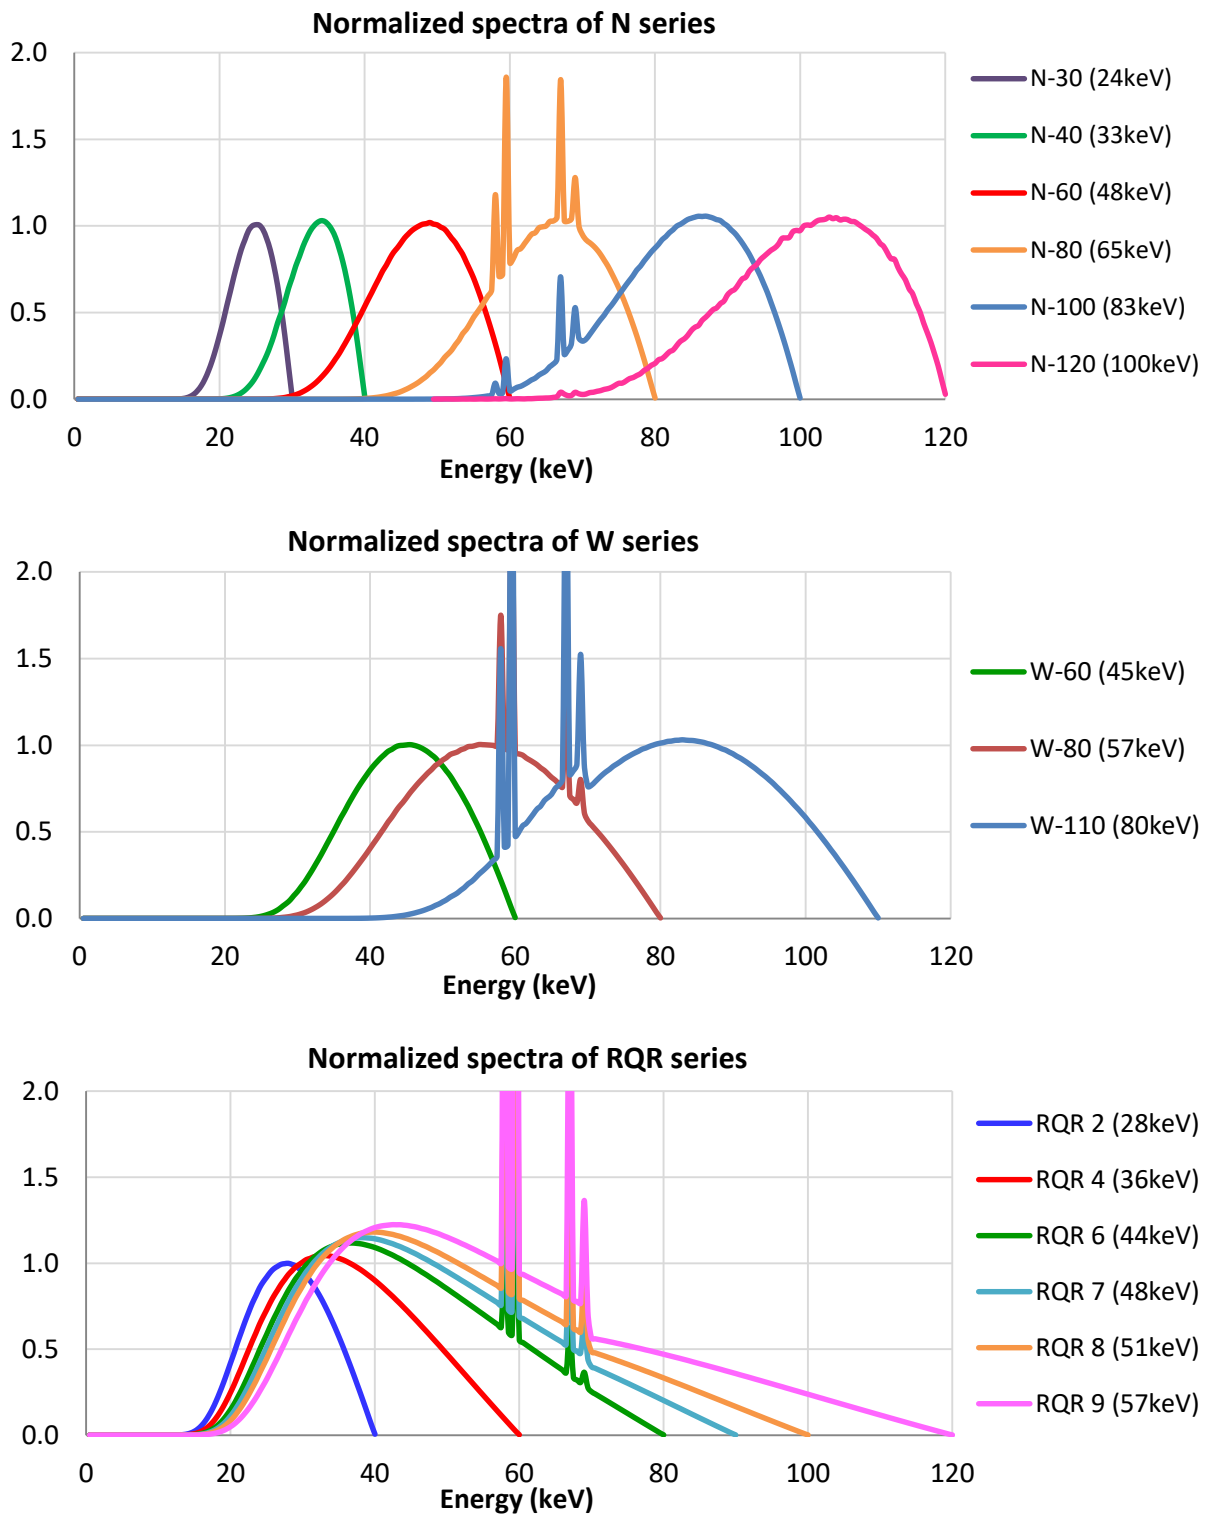 Normalized spectra of N series
2.0
1.5
1.0
0.5
0.0
0 20 40 60 80 100 120
Energy (keV)
N-30 (24keV)
N-40 (33keV)
N-60 (48keV)
N-80 (65keV)
N-100 (83keV)
N-120 (100keV)
Normalized spectra of W series
2.0
1.5
1.0
0.5
0.0
0 20 40 60 80 100 120
Energy (keV)
W-60 (45keV)
W-80 (57keV)
W-110 (80keV)
Normalized spectra of RQR series
2.0
1.5
1.0
0.5
0.0
0 20 40 60 80 100 120
Energy (keV)
RQR 2 (28keV)
RQR 4 (36keV)
RQR 6 (44keV)
RQR 7 (48keV)
RQR 8 (51keV)
RQR 9 (57keV)